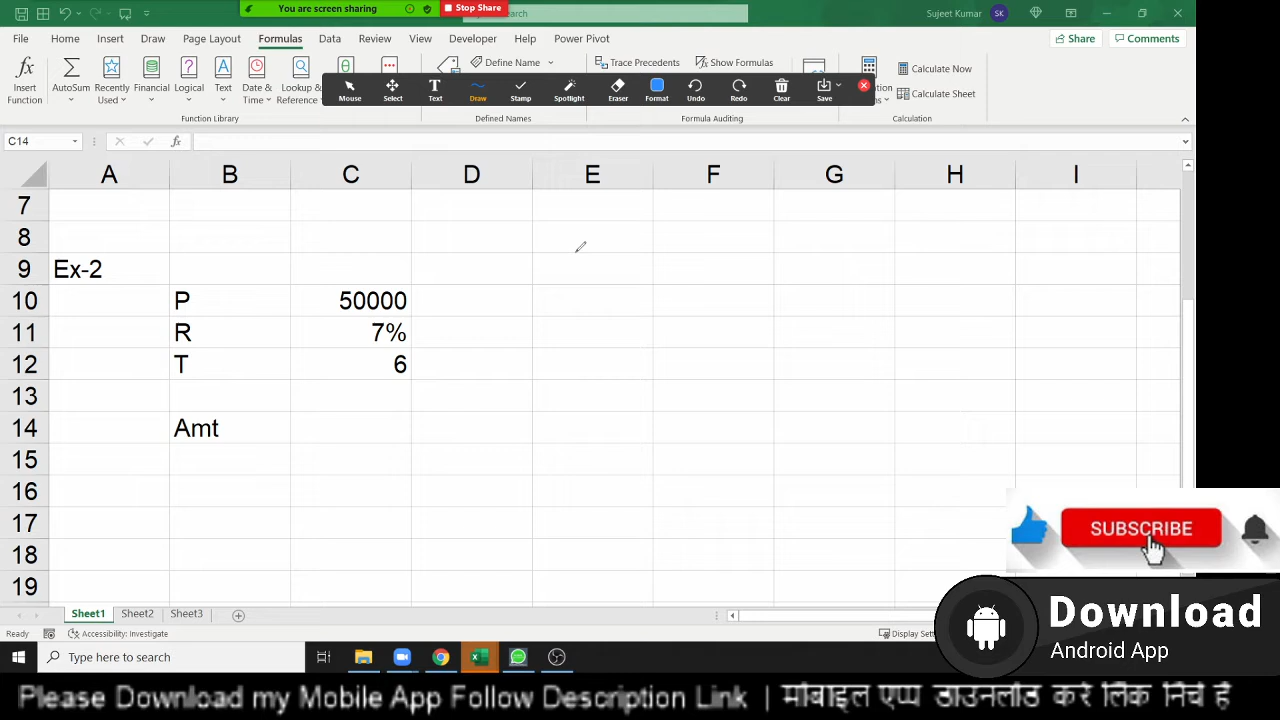 You are screen sharing
Stop Share
Search
Sujeet Kumar
SK
File
Home
Insert
Draw
Page Layout
Formulas
Data
Review
View
Developer
Help
Power Pivot
Share
Comments
Insert Function
AutoSum
Recently Used
Financial
Logical
Text
Date & Time
Lookup & Reference
Define Name
Trace Precedents
Show Formulas
Calculate Now
Calculate Sheet
Mouse
Select
Text
Draw
Stamp
Spotlight
Eraser
Format
Undo
Redo
Clear
Save
Function Library
Defined Names
Formula Auditing
Calculation
C14
fx
A B C D E F G H I
7
8
9 Ex-2
10 P 50000
11 R 7%
12 T 6
13
14 Amt
15
16
17
18
19
SUBSCRIBE
Download
Android App
Sheet1
Sheet2
Sheet3
Ready
Accessibility: Investigate
Type here to search
Please Download my Mobile App Follow Description Link | मोबाइल एप्प डाउनलोड करे लिंक निचे है